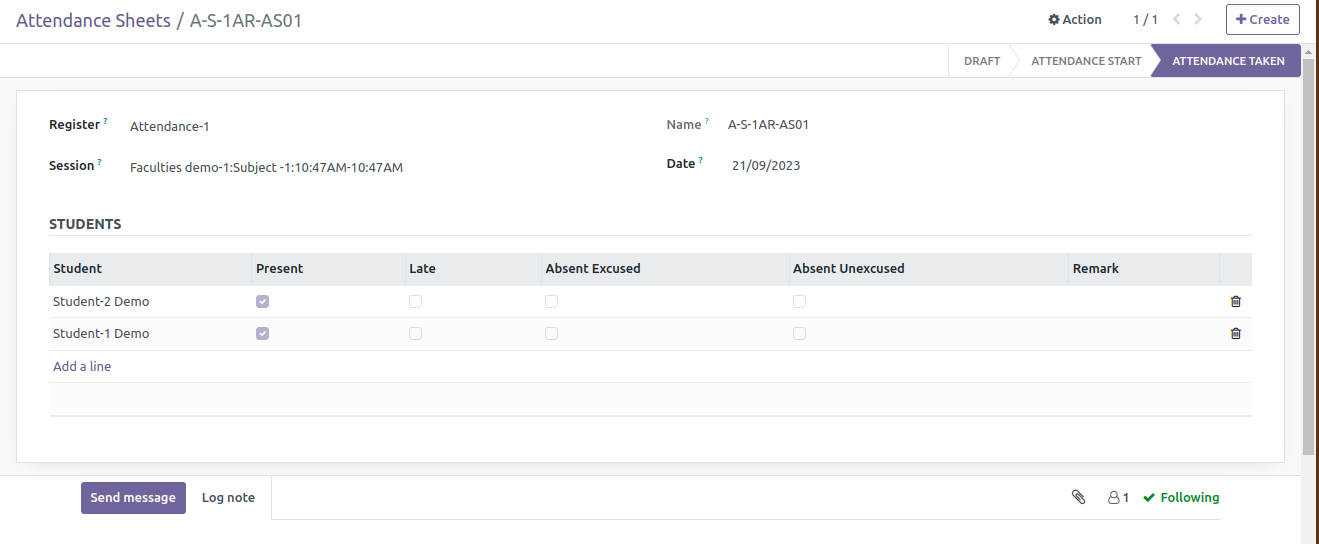 Attendance Sheets / A-S-1AR-AS01
Action 1 / 1 Create
DRAFT ATTENDANCE START ATTENDANCE TAKEN
Register ? Attendance-1 Name ? A-S-1AR-AS01
Session ? Faculties demo-1:Subject -1:10:47AM-10:47AM Date ? 21/09/2023
STUDENTS
Student Present Late Absent Excused Absent Unexcused Remark
Student-2 Demo
Student-1 Demo
Add a line
Send message Log note 1 Following